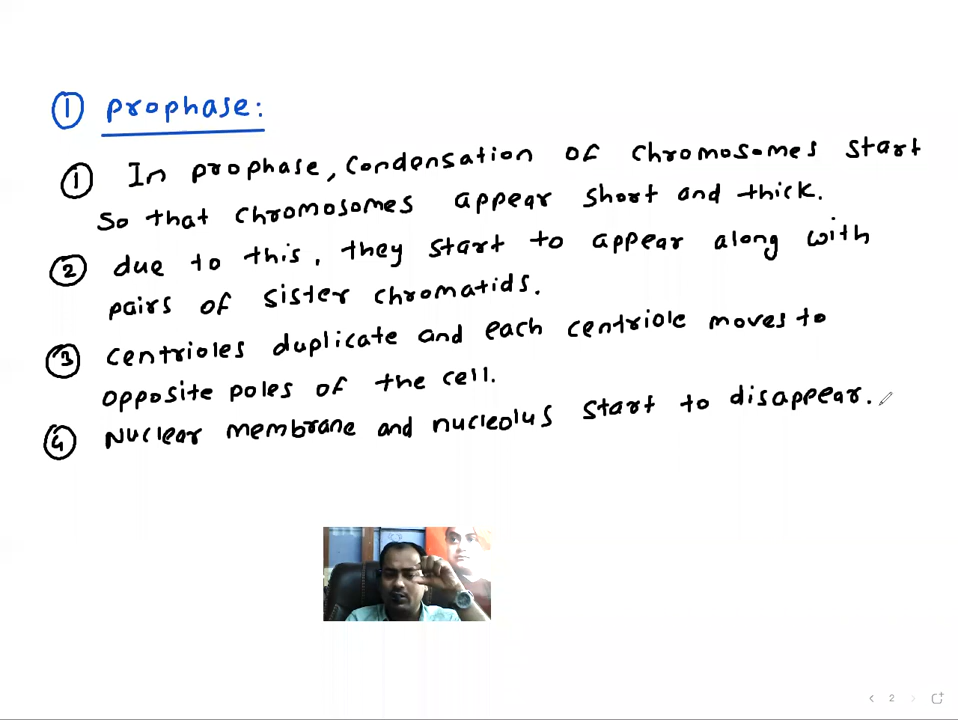 ① prophase:
① In prophase, condensation of chromosomes start
so that chromosomes appear short and thick.
② due to this, they start to appear along with
pairs of sister chromatids.
③ centrioles duplicate and each centriole moves to
opposite poles of the cell.
④ Nuclear membrane and nucleolus start to disappear.
2